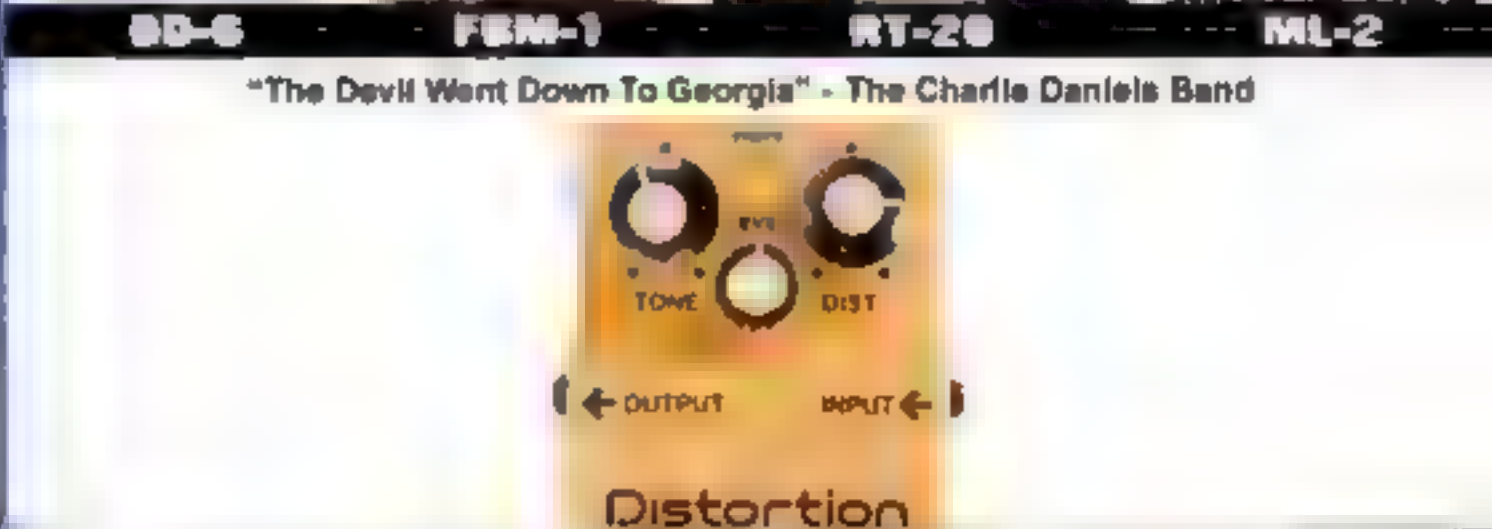 FBM-1 RT-20 ML-2
"The Devil Went Down To Georgia" - The Charlie Daniels Band
TONE DIST
OUTPUT INPUT
Distortion